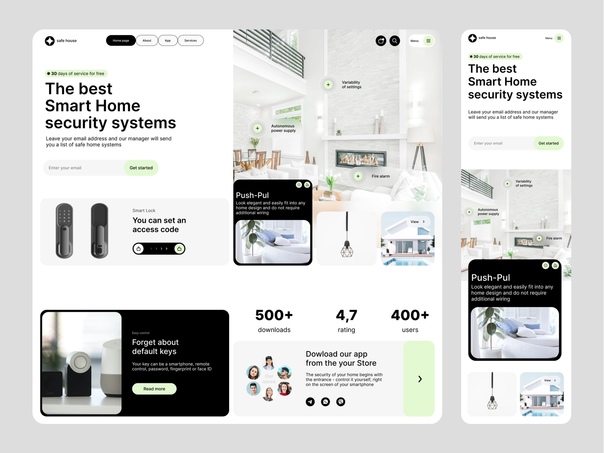 safe house
Home page
About
App
Services
Menu
30 days of service for free
The best
Smart Home
security systems
Leave your email address and our manager will send
you a list of safe home systems
Enter your email
Get started
Variability
of settings
Autonomous
power supply
Fire alarm
Smart Lock
You can set an
access code
Push-Pul
Look elegant and easily fit into any
home design and do not require
additional wiring
View
500+
downloads
4,7
rating
400+
users
Forget about
default keys
Your key can be a smartphone, remote
control, password, fingerprint or face ID
Read more
Dowload our app
from the your Store
The security of your home begins with
the entrance - control it yourself, right
on the screen of your smartphone
safe house
Menu
30 days of service for free
The best
Smart Home
security systems
Leave your email address and our manager
will send you a list of safe home systems
Enter your email
Get started
Variability
of settings
Autonomous
power supply
Fire alarm
Push-Pul
Look elegant and easily fit into any
home design and do not require
additional wiring
View